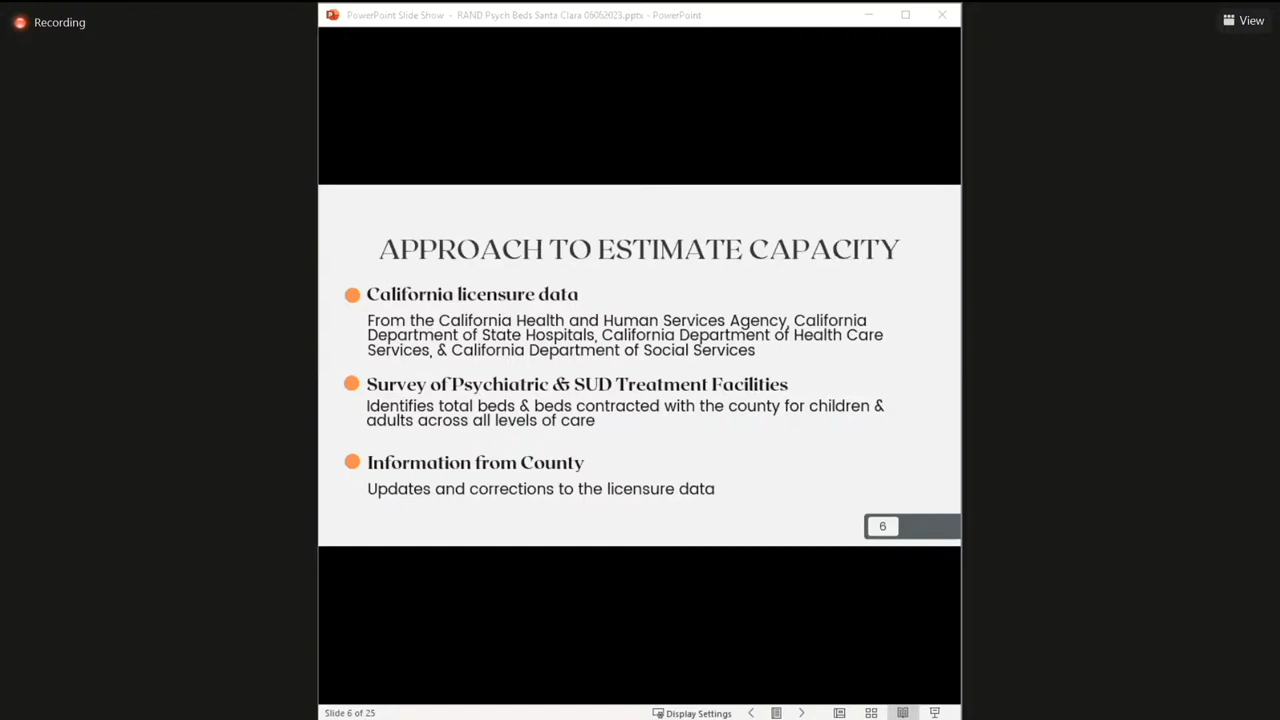 Recording
PowerPoint Slide Show - RAND Psych Beds Santa Clara 06052023.pptx - PowerPoint
View
APPROACH TO ESTIMATE CAPACITY
California licensure data
From the California Health and Human Services Agency, California
Department of State Hospitals, California Department of Health Care
Services, & California Department of Social Services
Survey of Psychiatric & SUD Treatment Facilities
Identifies total beds & beds contracted with the county for children &
adults across all levels of care
Information from County
Updates and corrections to the licensure data
6
Slide 6 of 25
Display Settings